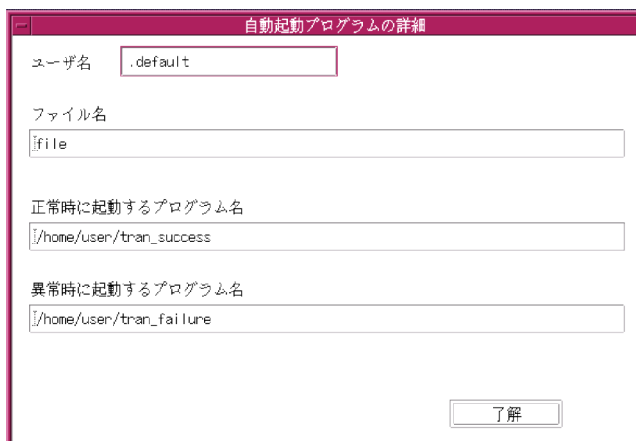 自動起動プログラムの詳細
ユーザ名 .default
ファイル名
file
正常時に起動するプログラム名
/home/user/tran_success
異常時に起動するプログラム名
/home/user/tran_failure
了解